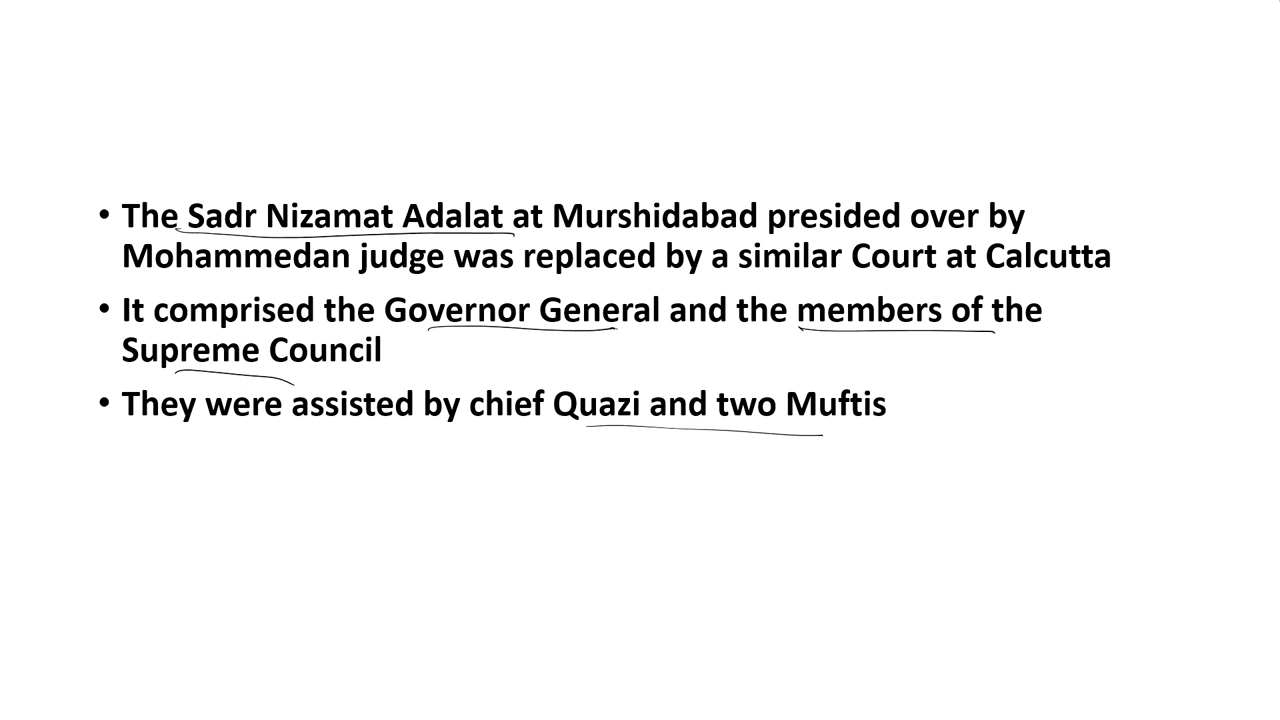 • The Sadr Nizamat Adalat at Murshidabad presided over by
Mohammedan judge was replaced by a similar Court at Calcutta
• It comprised the Governor General and the members of the
Supreme Council
• They were assisted by chief Quazi and two Muftis